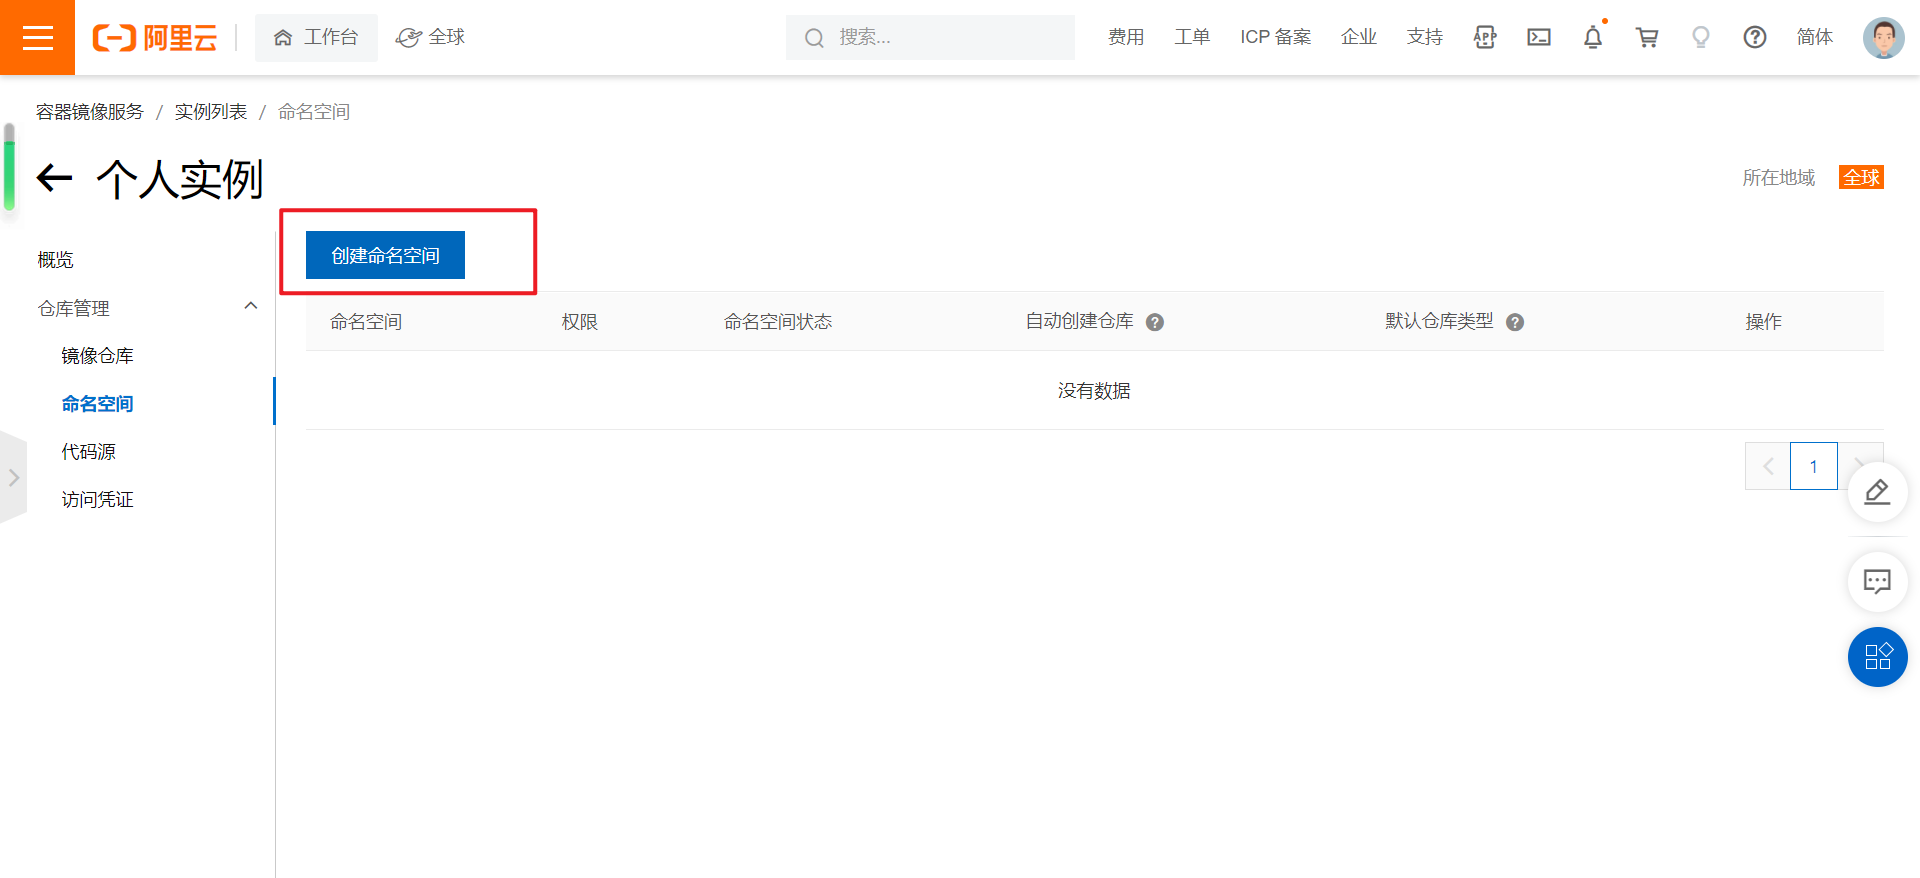 阿里云 工作台 全球 搜索... 费用 工单 ICP 备案 企业 支持 APP 简体
容器镜像服务 / 实例列表 / 命名空间
个人实例 所在地域 全球
创建命名空间
概览
仓库管理
镜像仓库
命名空间
代码源
访问凭证
命名空间 权限 命名空间状态 自动创建仓库 ? 默认仓库类型 ? 操作
没有数据
1